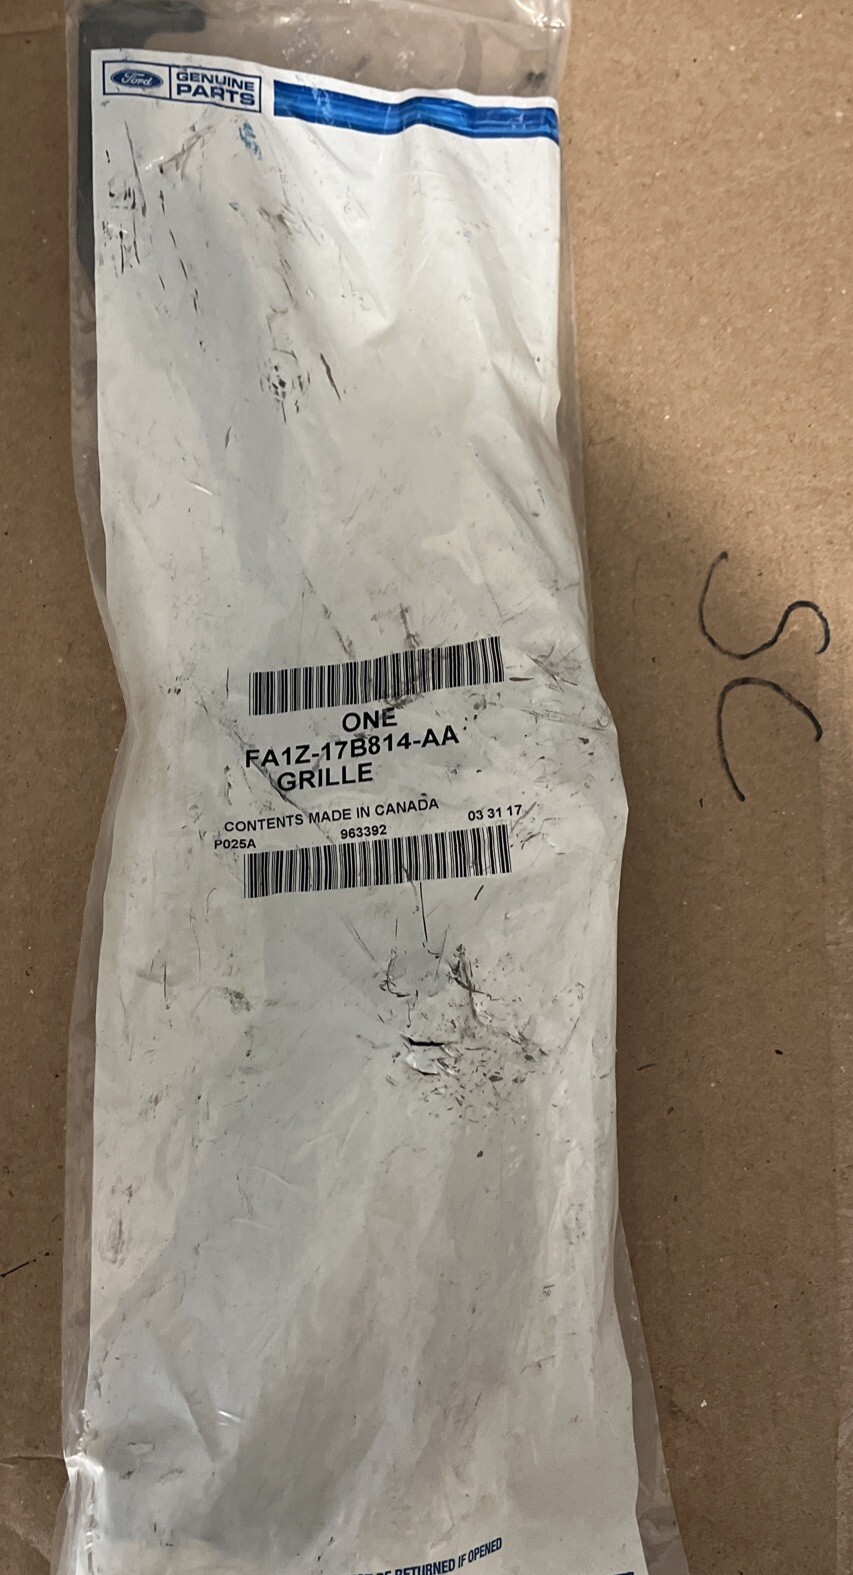 Ford
GENUINE
PARTS
ONE
FA1Z-17B814-AA
GRILLE
CONTENTS MADE IN CANADA
03 31 17
P025A
963392
SC
RETURNED IF OPENED